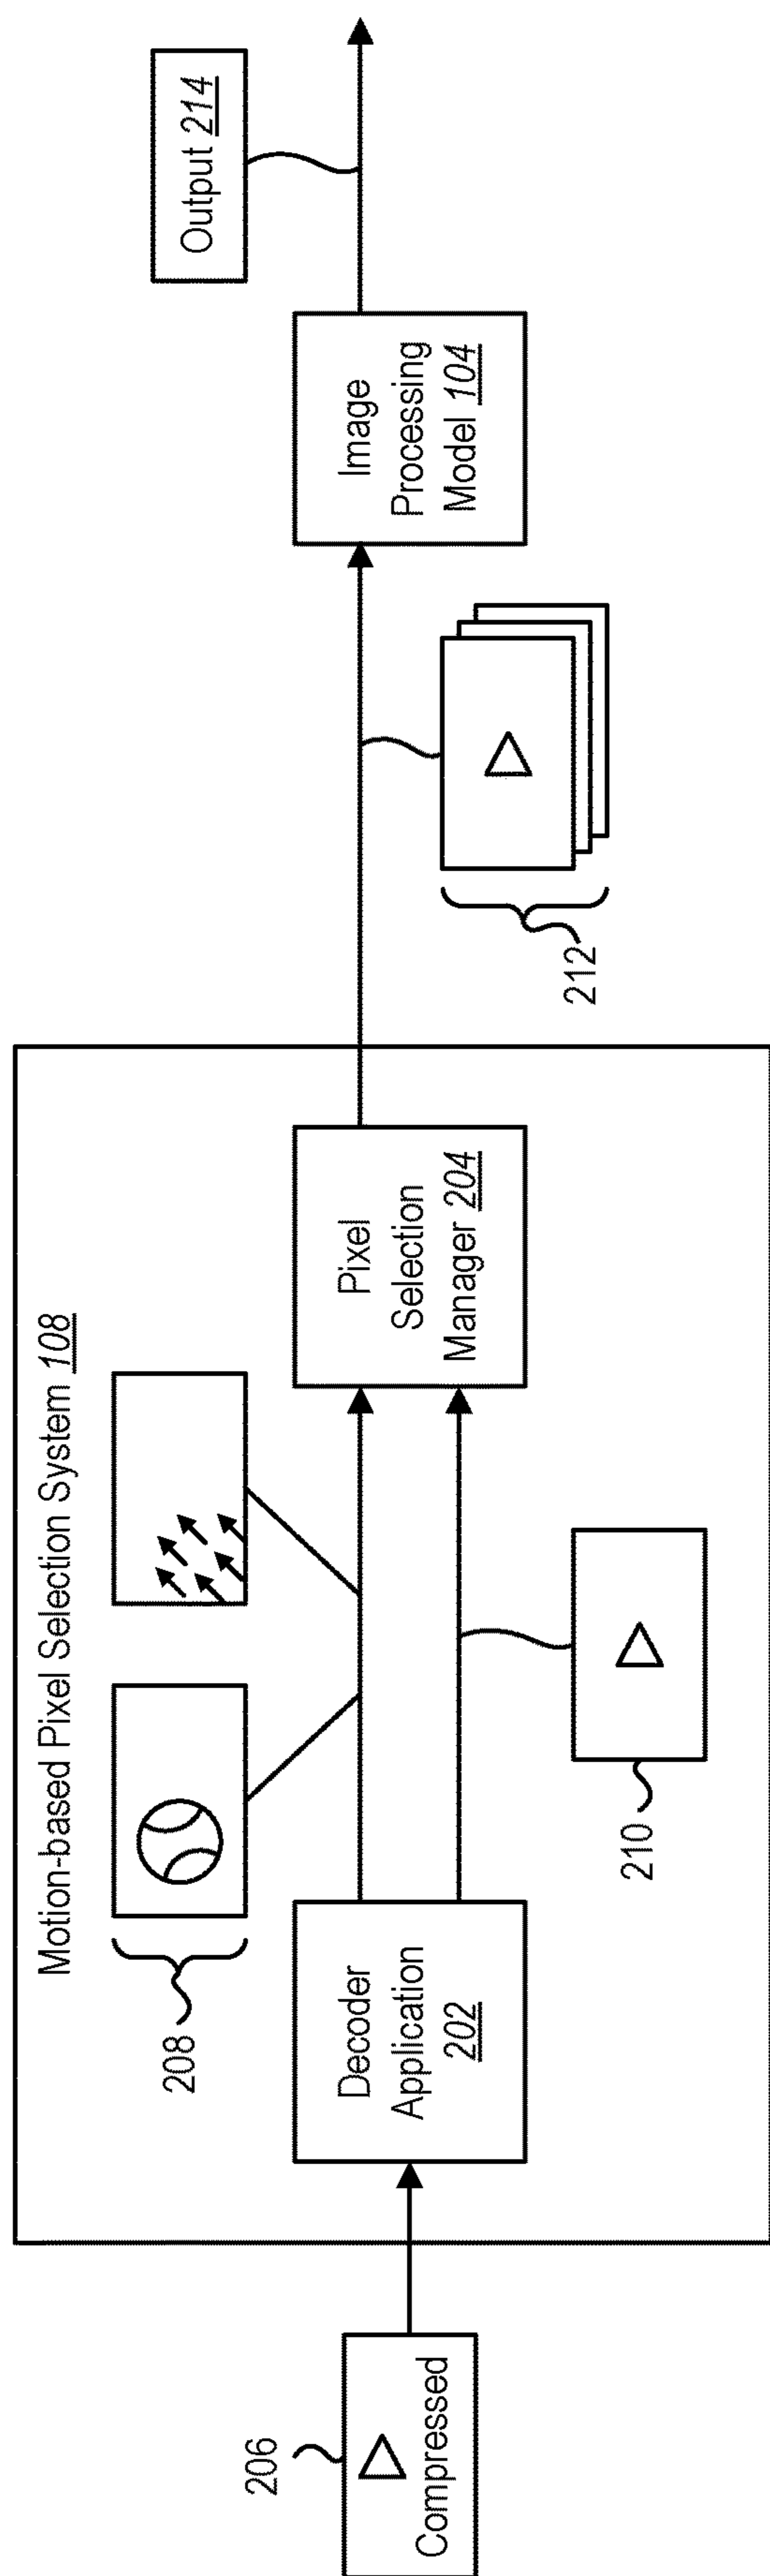 Motion-based Pixel Selection System 108
206
Compressed
208
Decoder
Application
202
210
Pixel
Selection
Manager 204
212
Image
Processing
Model 104
Output 214